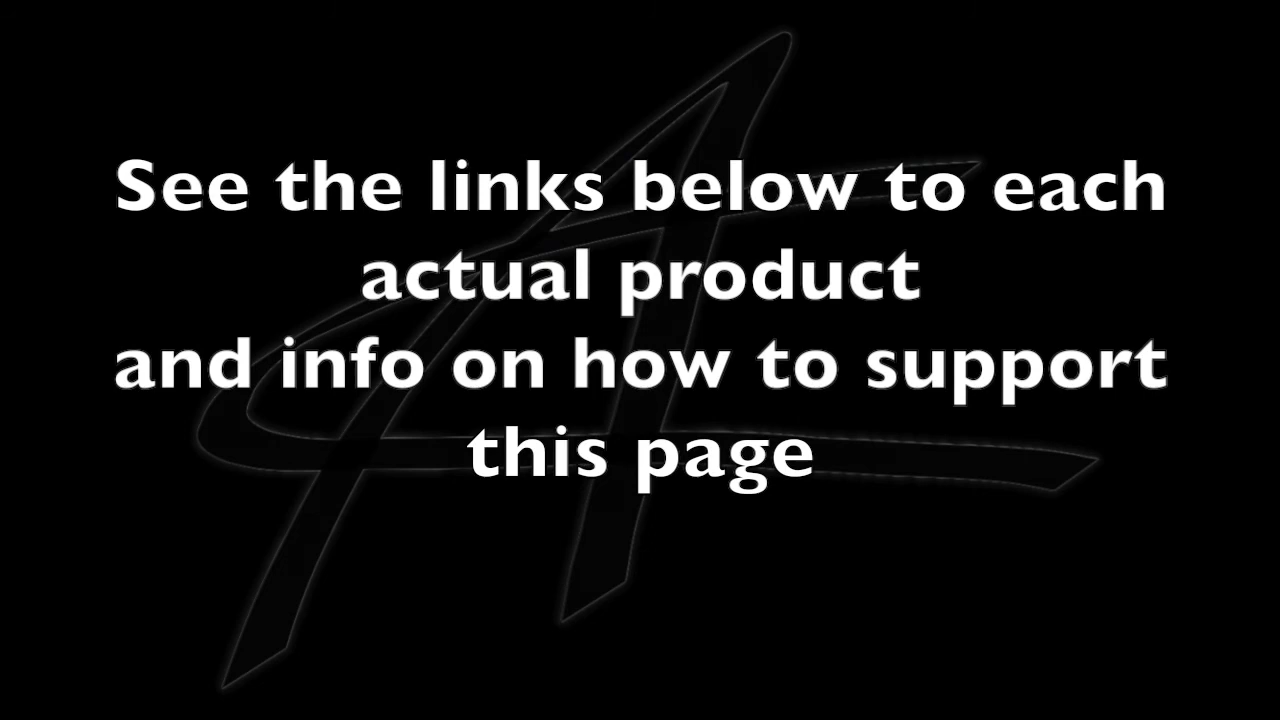 See the links below to each
actual product
and info on how to support
this page